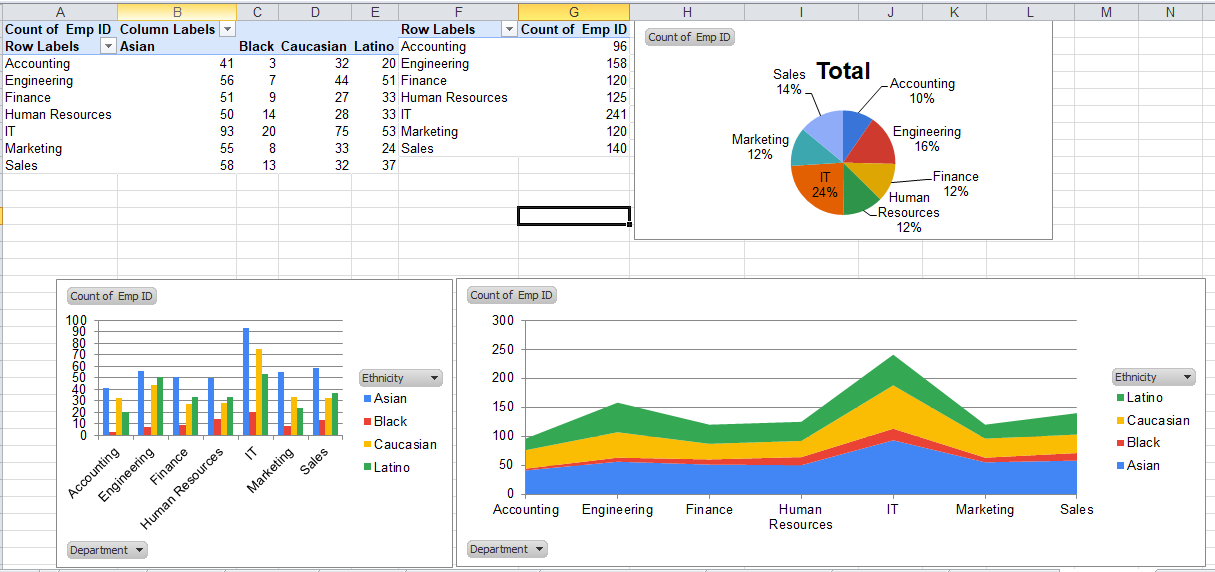 A B C D E F G H I J K L M N
Count of Emp ID Column Labels Row Labels Count of Emp ID
Row Labels Asian Black Caucasian Latino Accounting 96
Accounting 41 3 32 20 Engineering 158
Engineering 56 7 44 51 Finance 120
Finance 51 9 27 33 Human Resources 125
Human Resources 50 14 28 33 IT 241
IT 93 20 75 53 Marketing 120
Marketing 55 8 33 24 Sales 140
Sales 58 13 32 37
Count of Emp ID
Total
Sales
14%
Accounting
10%
Engineering
16%
Marketing
12%
IT
24%
Finance
12%
Human
Resources
12%
Count of Emp ID
100
90
80
70
60
50
40
30
20
10
0
Accounting
Engineering
Finance
Human Resources
IT
Marketing
Sales
Ethnicity
Asian
Black
Caucasian
Latino
Department
Count of Emp ID
300
250
200
150
100
50
0
Accounting Engineering Finance Human IT Marketing Sales
Resources
Ethnicity
Latino
Caucasian
Black
Asian
Department